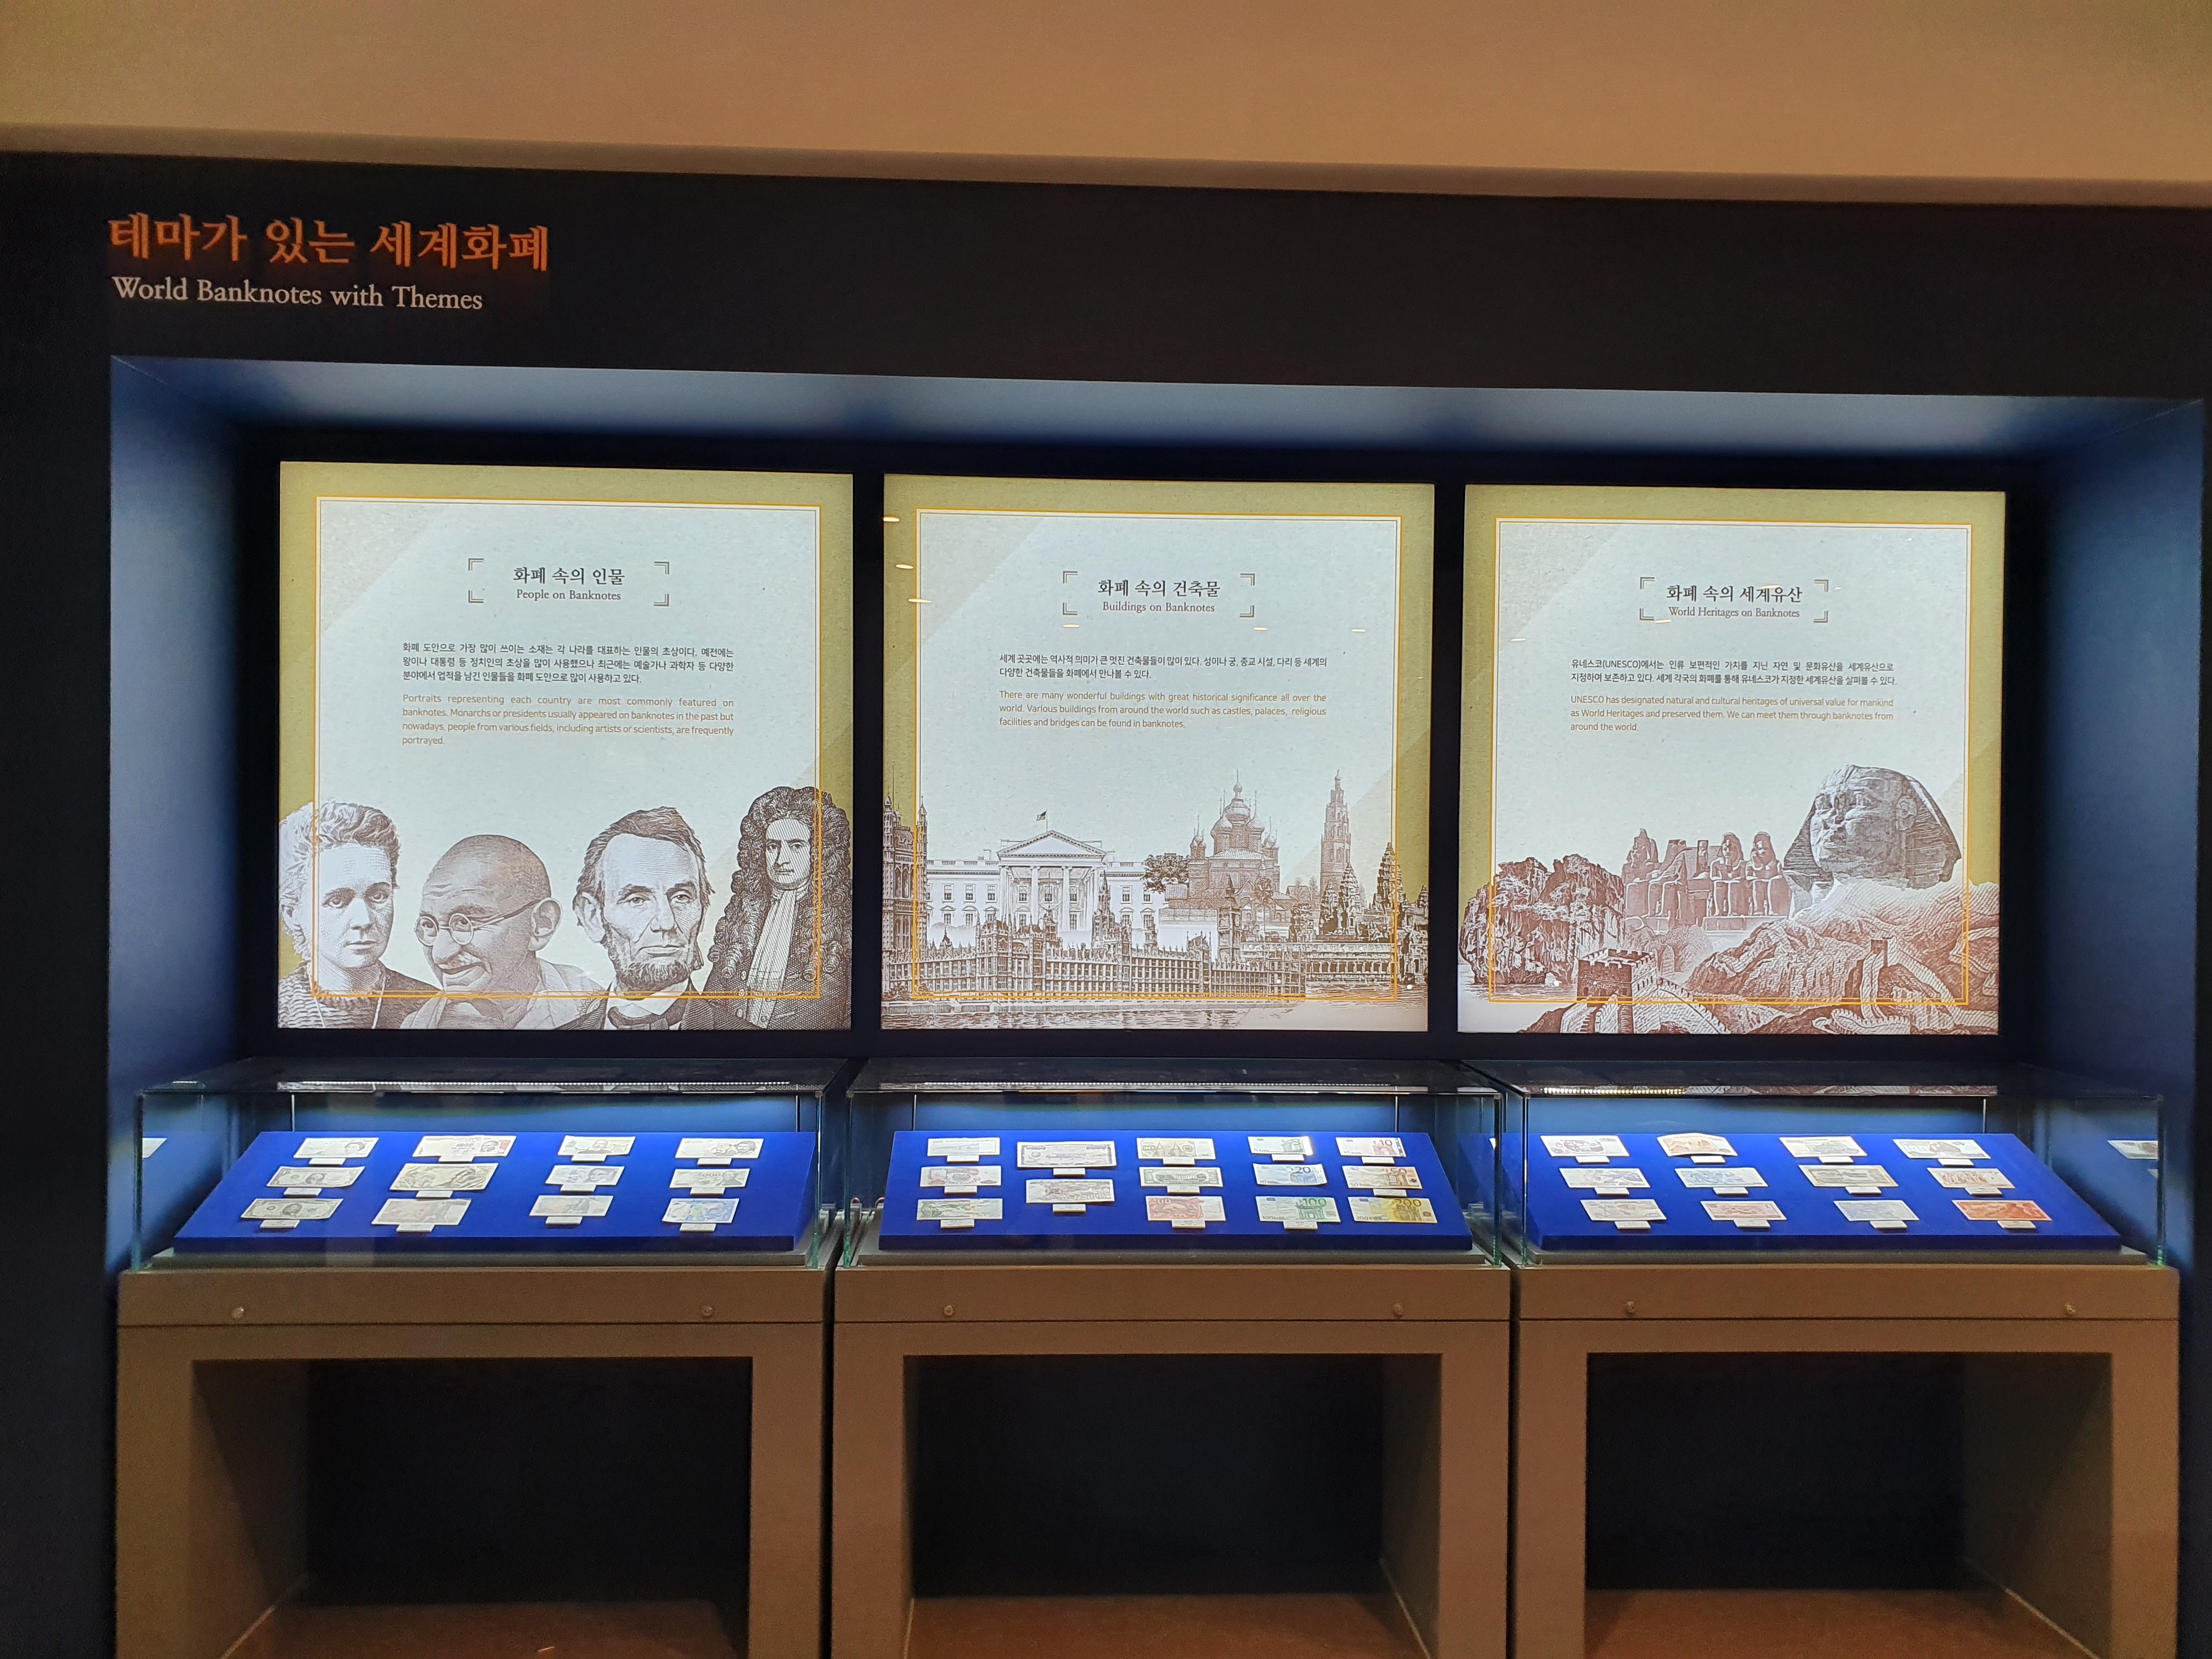 테마가 있는 세계화폐
World Banknotes with Themes
화폐 속의 인물
People on Banknotes
화폐 도안으로 가장 많이 쓰이는 소재는 각 나라를 대표하는 인물의 초상이다. 예전에는
왕이나 대통령 등 정치인의 초상을 많이 사용했으나 최근에는 예술가나 과학자 등 다양한
분야에서 업적을 남긴 인물들을 화폐 도안으로 많이 사용하고 있다.
Portraits representing each country are most commonly featured on
banknotes. Monarchs or presidents usually appeared on banknotes in the past but
nowadays, people from various fields, including artists or scientists, are frequently
portrayed.
화폐 속의 건축물
Buildings on Banknotes
세계 곳곳에는 역사적 의미가 큰 멋진 건축물들이 많이 있다. 성이나 궁, 종교 시설, 다리 등 세계의
다양한 건축물들을 화폐에서 만나볼 수 있다.
There are many wonderful buildings with great historical significance all over the
world. Various buildings from around the world such as castles, palaces, religious
facilities and bridges can be found in banknotes.
화폐 속의 세계유산
World Heritages on Banknotes
유네스코(UNESCO)에서는 인류 보편적인 가치를 지닌 자연 및 문화유산을 세계유산으로
지정하여 보존하고 있다. 세계 각국의 화폐를 통해 유네스코가 지정한 세계유산을 살펴볼 수 있다.
UNESCO has designated natural and cultural heritages of universal value for mankind
as World Heritages and preserved them. We can meet them through banknotes from
around the world.
10
20
50
100
200